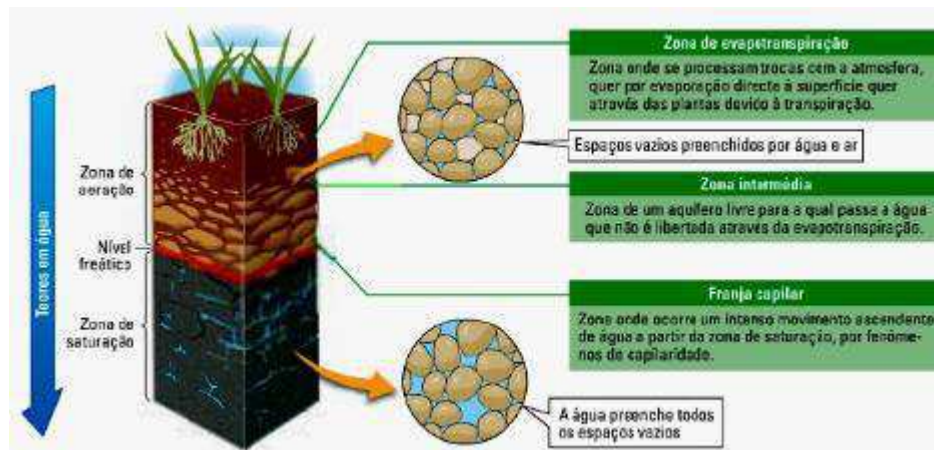 Zona de evapotranspiração
Zona onde se processam trocas com a atmosfera,
quer por evaporação directa à superfície quer
através das plantas devido à transpiração.
Espaços vazios preenchidos por água e ar
Zona de
aeração
Zona intermédia
Zona de um aquífero livre para a qual passa a água
que não é libertada através da evapotranspiração.
Nível
freático
Teores em água
Franja capilar
Zona onde ocorre um intenso movimento ascendente
de água a partir da zona de saturação, por fenóme-
nos de capilaridade.
Zona de
saturação
A água preenche todos
os espaços vazios